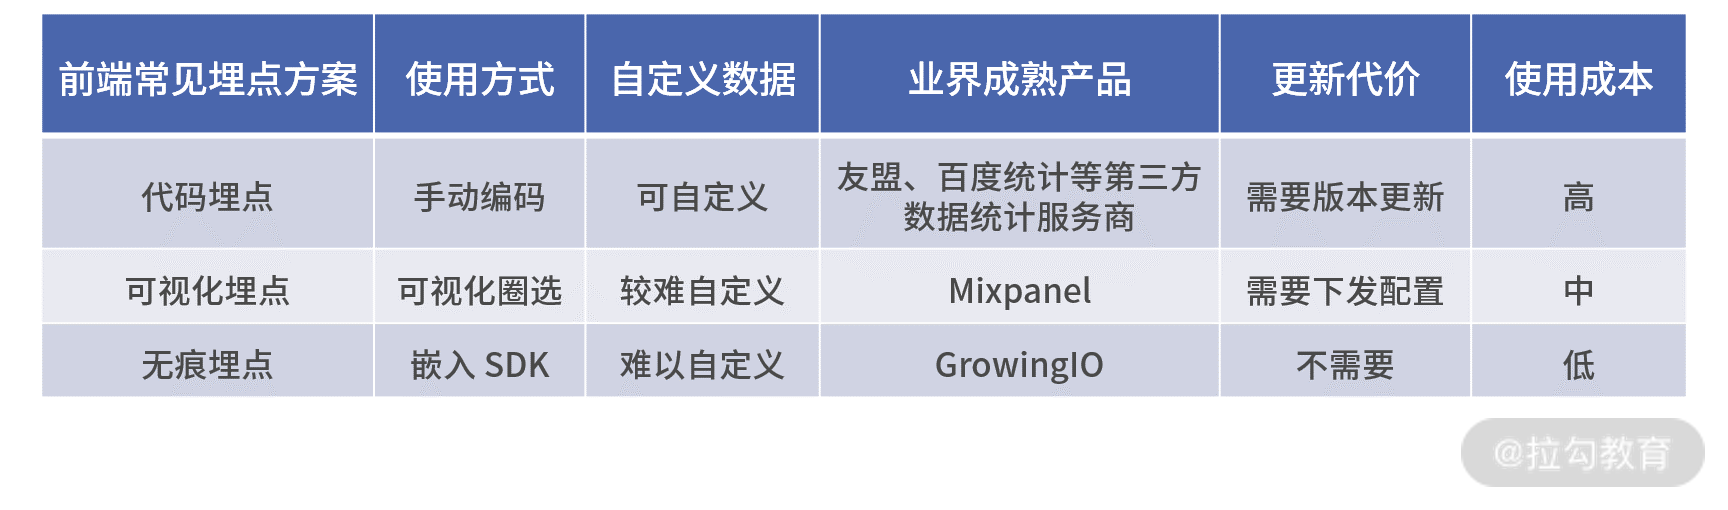 前端常见埋点方案 使用方式 自定义数据 业界成熟产品 更新代价 使用成本
代码埋点 手动编码 可自定义 友盟、百度统计等第三方
数据统计服务商 需要版本更新 高
可视化埋点 可视化圈选 较难自定义 Mixpanel 需要下发配置 中
无痕埋点 嵌入 SDK 难以自定义 GrowingIO 不需要 低
@拉勾教育